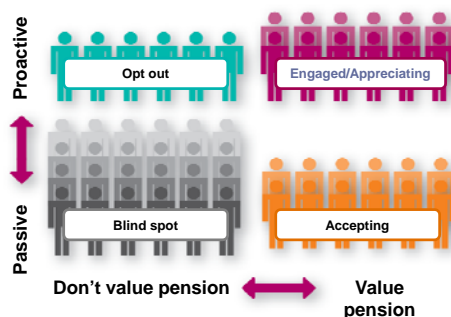 Proactive
Opt out
Engaged/Appreciating
Passive
Blind spot
Accepting
Don't value pension
Value
pension